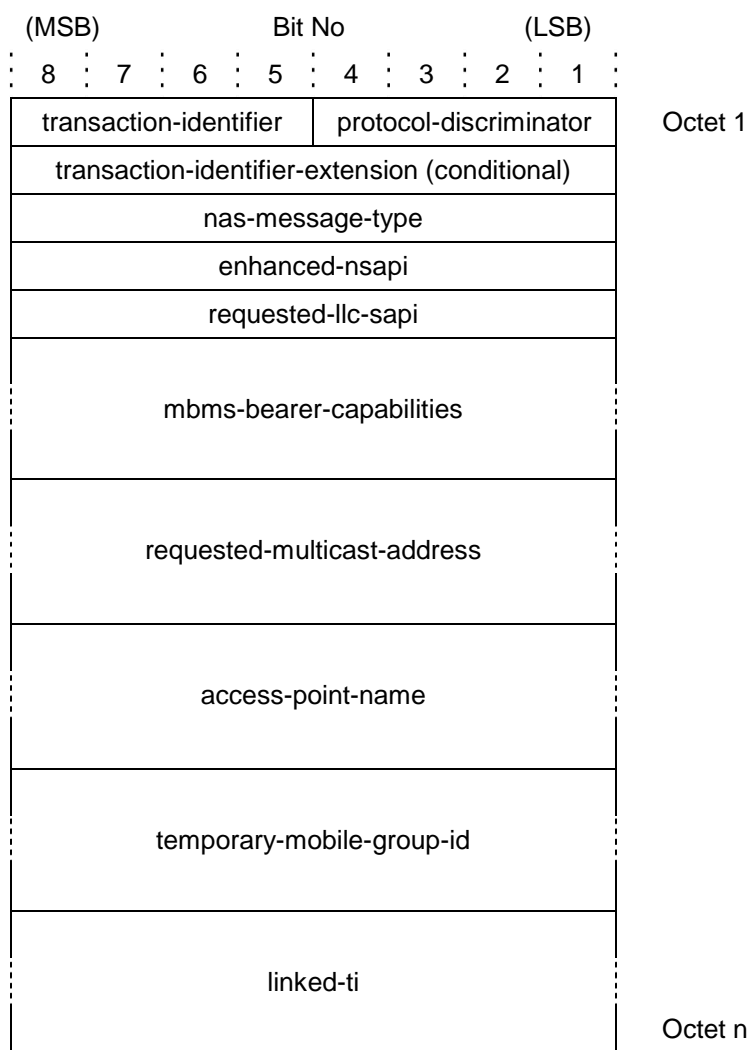 (MSB) Bit No (LSB)
8 7 6 5 4 3 2 1
transaction-identifier protocol-discriminator Octet 1
transaction-identifier-extension (conditional)
nas-message-type
enhanced-nsapi
requested-llc-sapi
mbms-bearer-capabilities
requested-multicast-address
access-point-name
temporary-mobile-group-id
linked-ti
Octet n